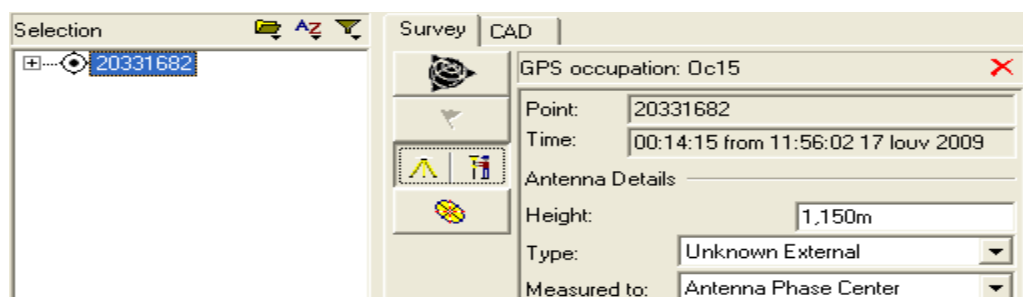 Selection
20331682
Survey CAD
GPS occupation: Oc15
Point: 20331682
Time: 00:14:15 from 11:56:02 17 Iouv 2009
Antenna Details
Height: 1,150m
Type: Unknown External
Measured to: Antenna Phase Center